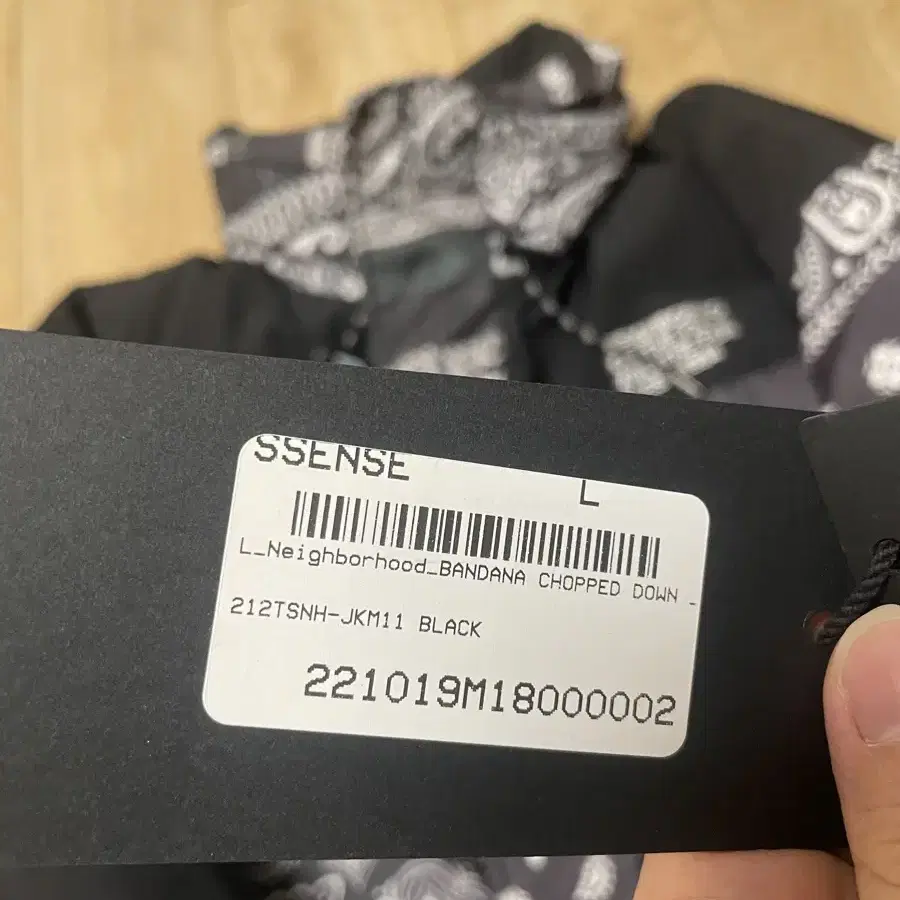 SSENSE
L
L_Neighborhood_BANDANA CHOPPED DOWN -
212TSNH-JKM11 BLACK
221019M18000002